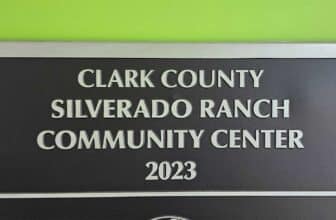 CLARK COUNTY
SILVERADO RANCH
COMMUNITY CENTER
2023